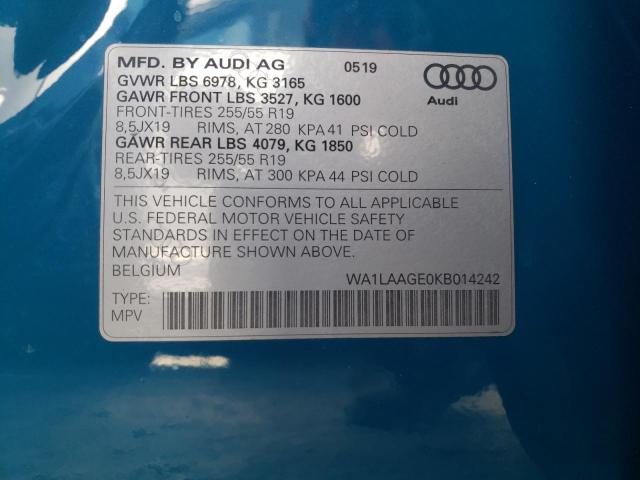 MFD. BY AUDI AG 0519
GVWR LBS 6978, KG 3165
GAWR FRONT LBS 3527, KG 1600
Audi
FRONT-TIRES 255/55 R19
8,5JX19 RIMS, AT 280 KPA 41 PSI COLD
GAWR REAR LBS 4079, KG 1850
REAR-TIRES 255/55 R19
8,5JX19 RIMS, AT 300 KPA 44 PSI COLD
THIS VEHICLE CONFORMS TO ALL APPLICABLE
U.S. FEDERAL MOTOR VEHICLE SAFETY
STANDARDS IN EFFECT ON THE DATE OF
MANUFACTURE SHOWN ABOVE.
BELGIUM WA1LAAGE0KB014242
TYPE:
MPV